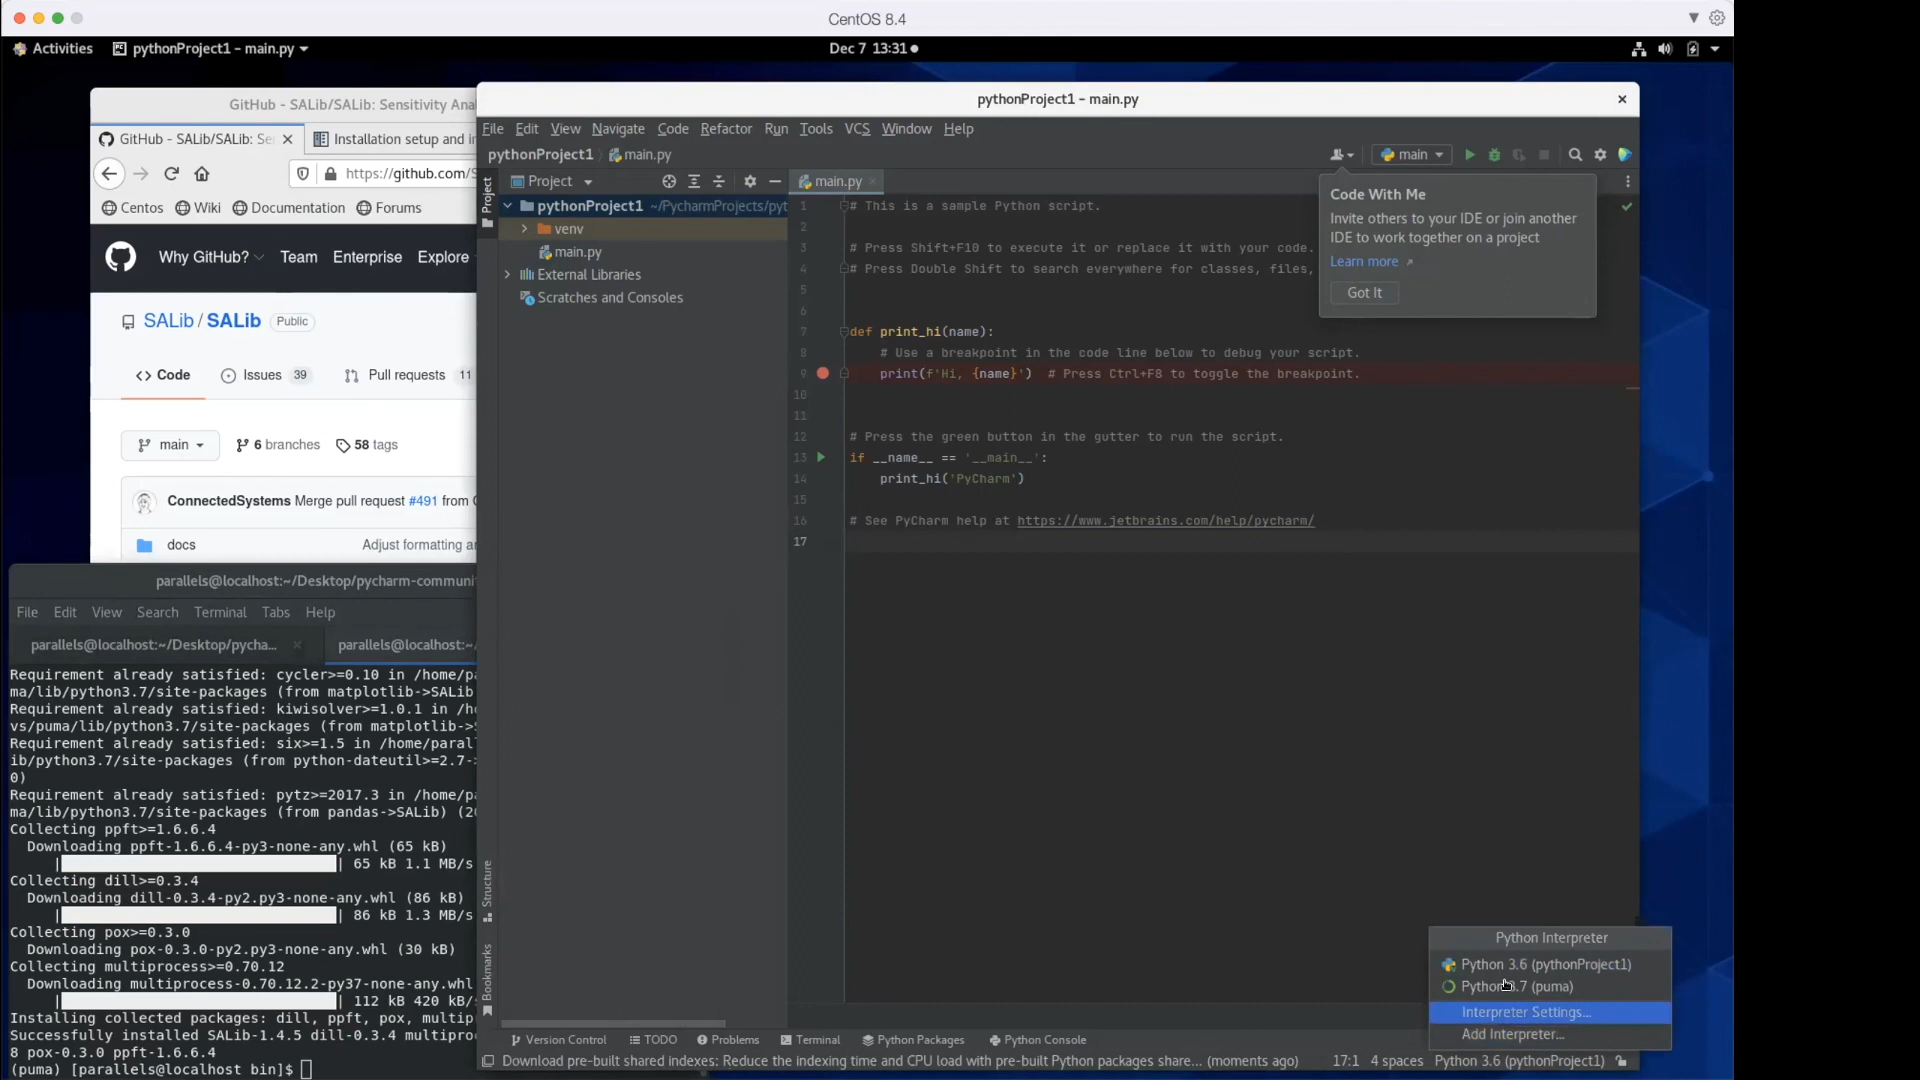 CentOS 8.4
Activities
pythonProject1 – main.py
Dec 7 13:31
GitHub - SALib/SALib: Sensitivity Ana
GitHub - SALib/SALib: Se
Installation setup and i
https://github.com/S
Centos
Wiki
Documentation
Forums
Why GitHub?
Team
Enterprise
Explore
SALib / SALib
Public
Code
Issues 39
Pull requests 11
main
6 branches
58 tags
ConnectedSystems Merge pull request #491 from
docs
Adjust formatting a
parallels@localhost:~/Desktop/pycharm-communi
File Edit View Search Terminal Tabs Help
parallels@localhost:~/Desktop/pycha...
parallels@localhost:~/
Requirement already satisfied: cycler>=0.10 in /home/pa
ma/lib/python3.7/site-packages (from matplotlib->SALib
Requirement already satisfied: kiwisolver>=1.0.1 in /h
vs/puma/lib/python3.7/site-packages (from matplotlib->
Requirement already satisfied: six>=1.5 in /home/paral
ib/python3.7/site-packages (from python-dateutil>=2.7-
0)
Requirement already satisfied: pytz>=2017.3 in /home/pa
ma/lib/python3.7/site-packages (from pandas->SALib) (2
Collecting ppft>=1.6.6.4
Downloading ppft-1.6.6.4-py3-none-any.whl (65 kB)
| | 65 kB 1.1 MB/s
Collecting dill>=0.3.4
Downloading dill-0.3.4-py2.py3-none-any.whl (86 kB)
| | 86 kB 1.3 MB/s
Collecting pox>=0.3.0
Downloading pox-0.3.0-py2.py3-none-any.whl (30 kB)
Collecting multiprocess>=0.70.12
Downloading multiprocess-0.70.12.2-py37-none-any.whl
| | 112 kB 420 kB/
Installing collected packages: dill, ppft, pox, multip
Successfully installed SALib-1.4.5 dill-0.3.4 multiproc
8 pox-0.3.0 ppft-1.6.6.4
(puma) [parallels@localhost bin]$
pythonProject1 – main.py
File Edit View Navigate Code Refactor Run Tools VCS Window Help
pythonProject1
main.py
main
Project
Project
main.py
pythonProject1 ~/PycharmProjects/pyt
venv
main.py
External Libraries
Scratches and Consoles
Structure
Bookmarks
1 # This is a sample Python script.
2
3 # Press Shift+F10 to execute it or replace it with your code.
4 # Press Double Shift to search everywhere for classes, files,
5
6
7 def print_hi(name):
8 # Use a breakpoint in the code line below to debug your script.
9 print(f'Hi, {name}') # Press Ctrl+F8 to toggle the breakpoint.
10
11
12 # Press the green button in the gutter to run the script.
13 if __name__ == '__main__':
14 print_hi('PyCharm')
15
16 # See PyCharm help at https://www.jetbrains.com/help/pycharm/
17
Code With Me
Invite others to your IDE or join another
IDE to work together on a project
Learn more
Got It
Python Interpreter
Python 3.6 (pythonProject1)
Python 3.7 (puma)
Interpreter Settings...
Add Interpreter...
Version Control
TODO
Problems
Terminal
Python Packages
Python Console
Download pre-built shared indexes: Reduce the indexing time and CPU load with pre-built Python packages share... (moments ago)
17:1 4 spaces Python 3.6 (pythonProject1)